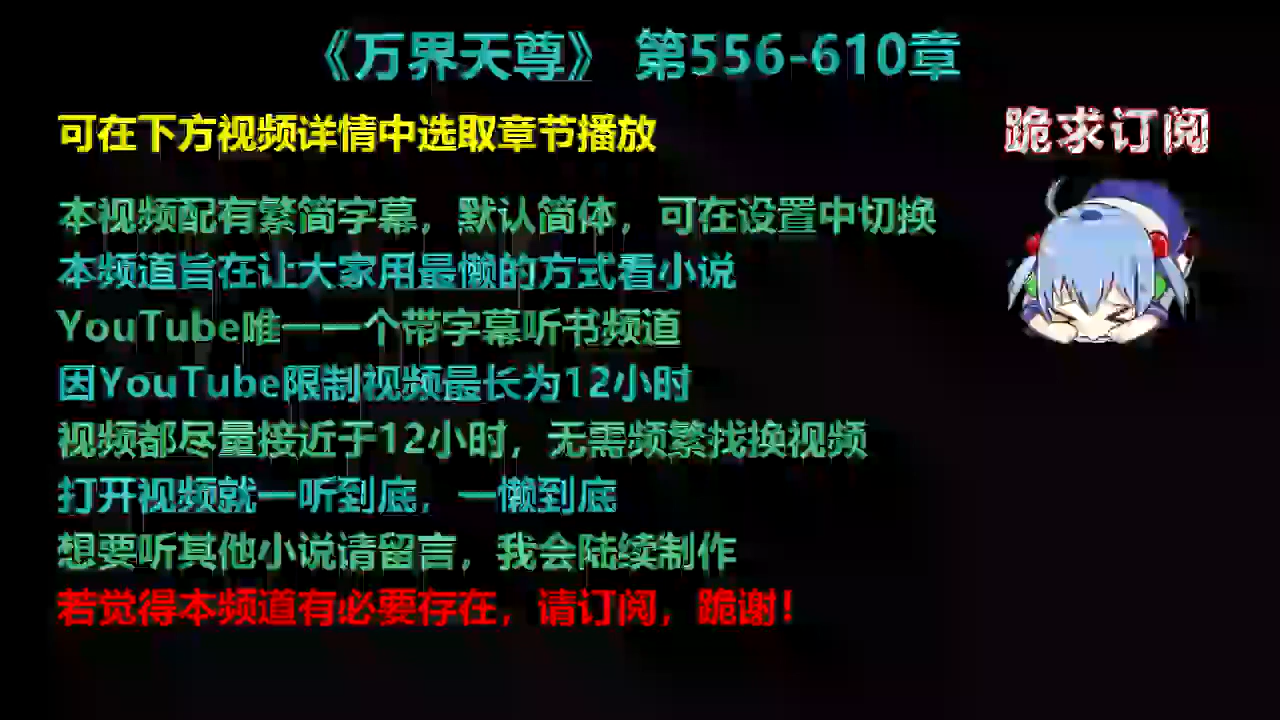 《万界天尊》 第556-610章
可在下方视频详情中选取章节播放
跪求订阅
本视频配有繁简字幕，默认简体，可在设置中切换
本频道旨在让大家用最懒的方式看小说
YouTube唯一一个带字幕听书频道
因YouTube限制视频最长为12小时
视频都尽量接近于12小时，无需频繁找换视频
打开视频就一听到底，一懒到底
想要听其他小说请留言，我会陆续制作
若觉得本频道有必要存在，请订阅，跪谢！